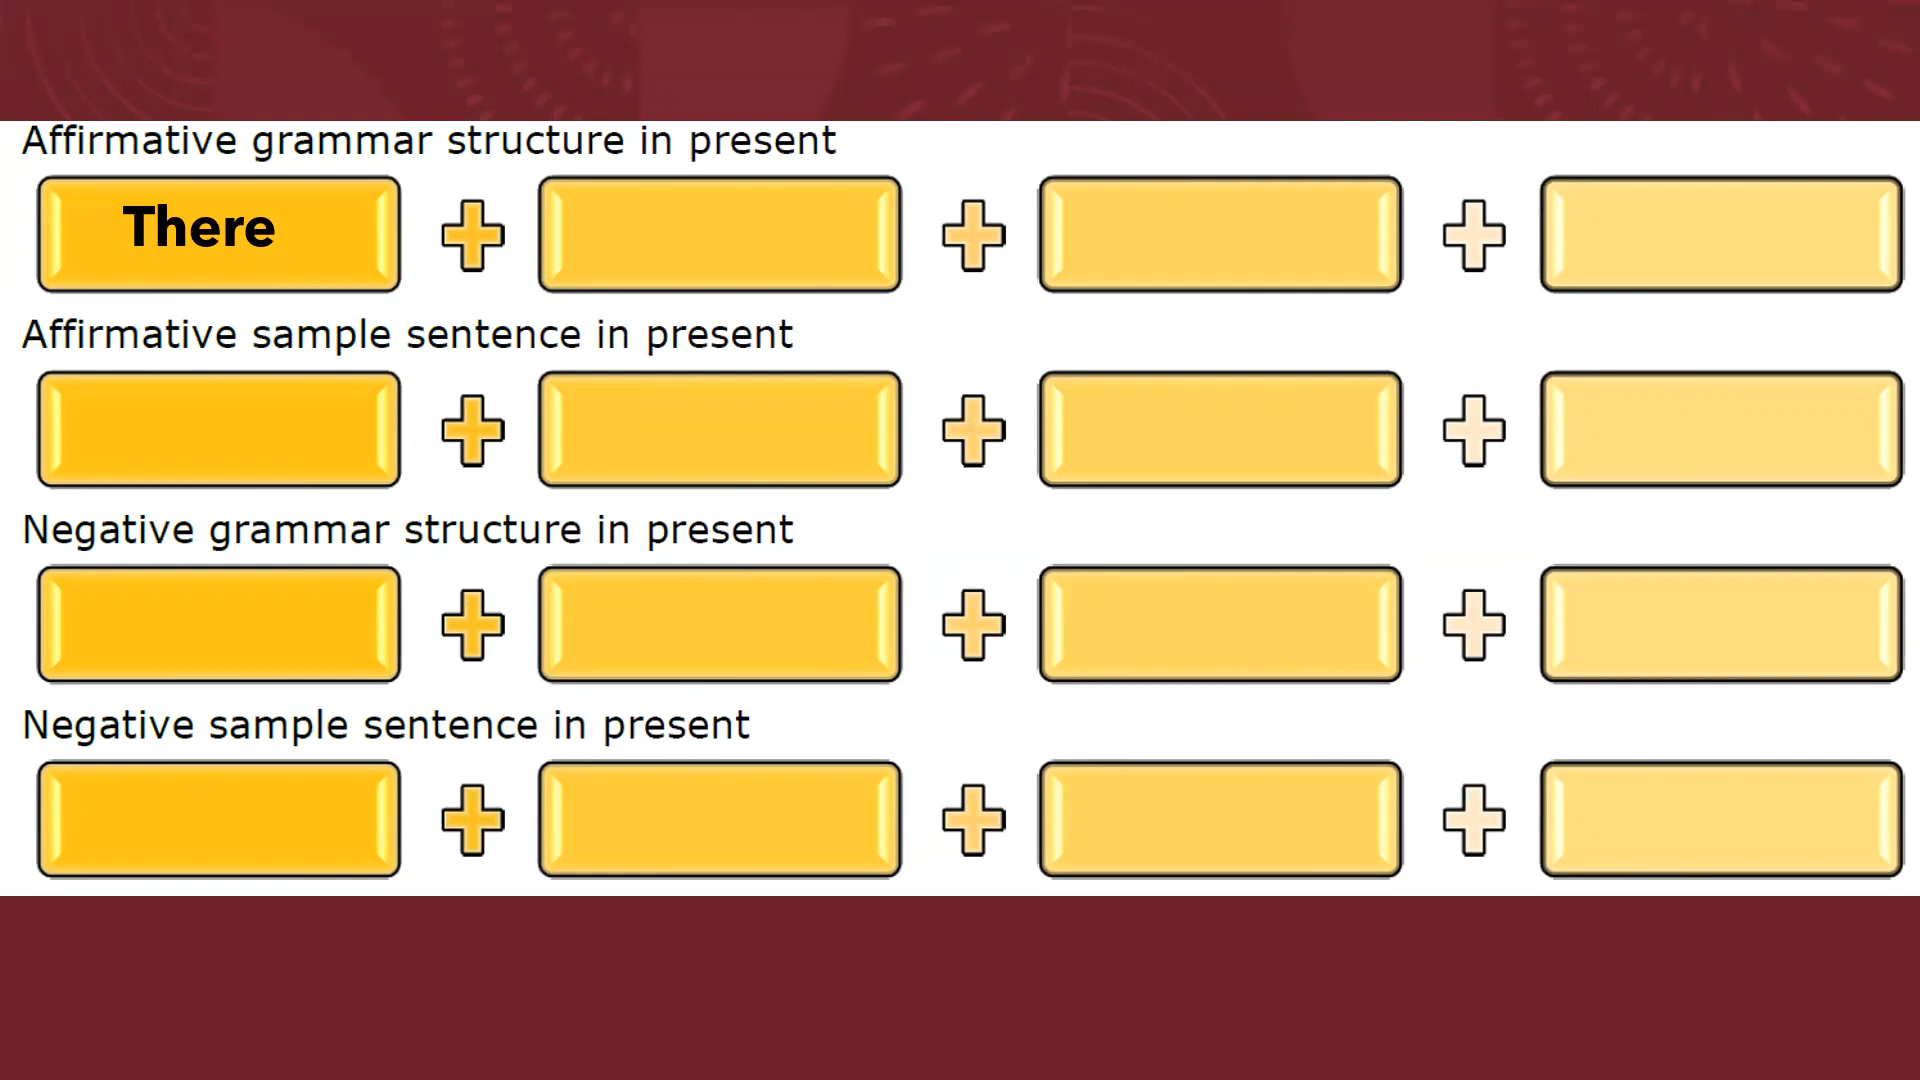 Affirmative grammar structure in present
There
Affirmative sample sentence in present
Negative grammar structure in present
Negative sample sentence in present